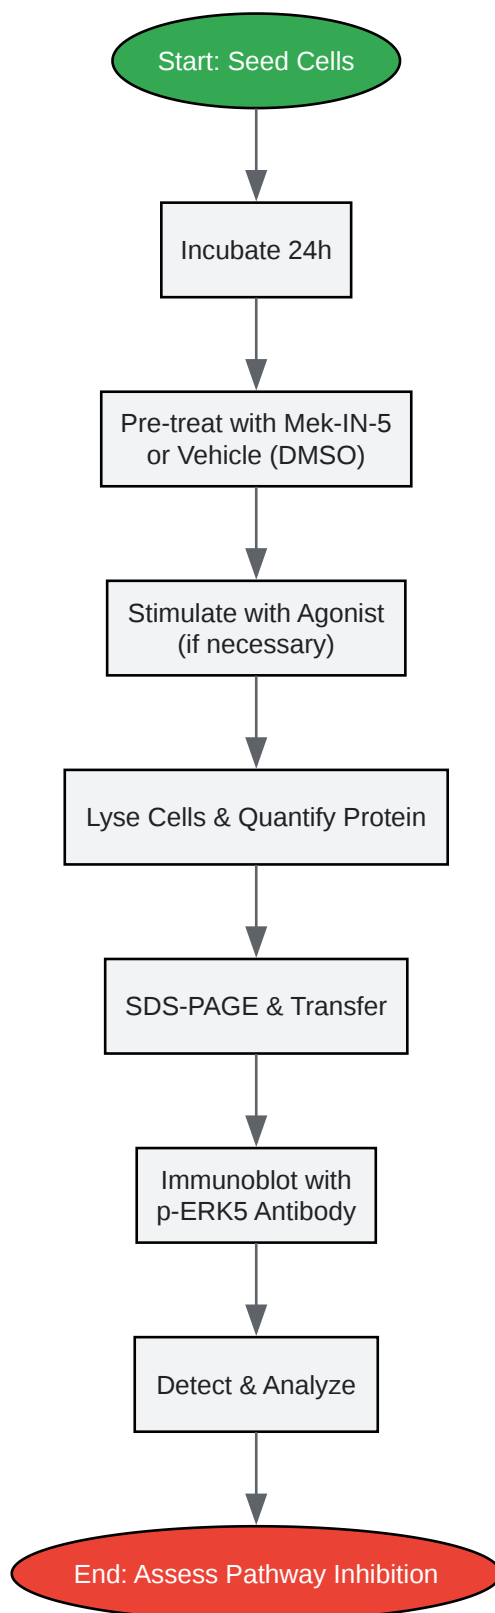 Start: Seed Cells
Incubate 24h
Pre-treat with Mek-IN-5
or Vehicle (DMSO)
Stimulate with Agonist
(if necessary)
Lyse Cells & Quantify Protein
SDS-PAGE & Transfer
Immunoblot with
p-ERK5 Antibody
Detect & Analyze
End: Assess Pathway Inhibition